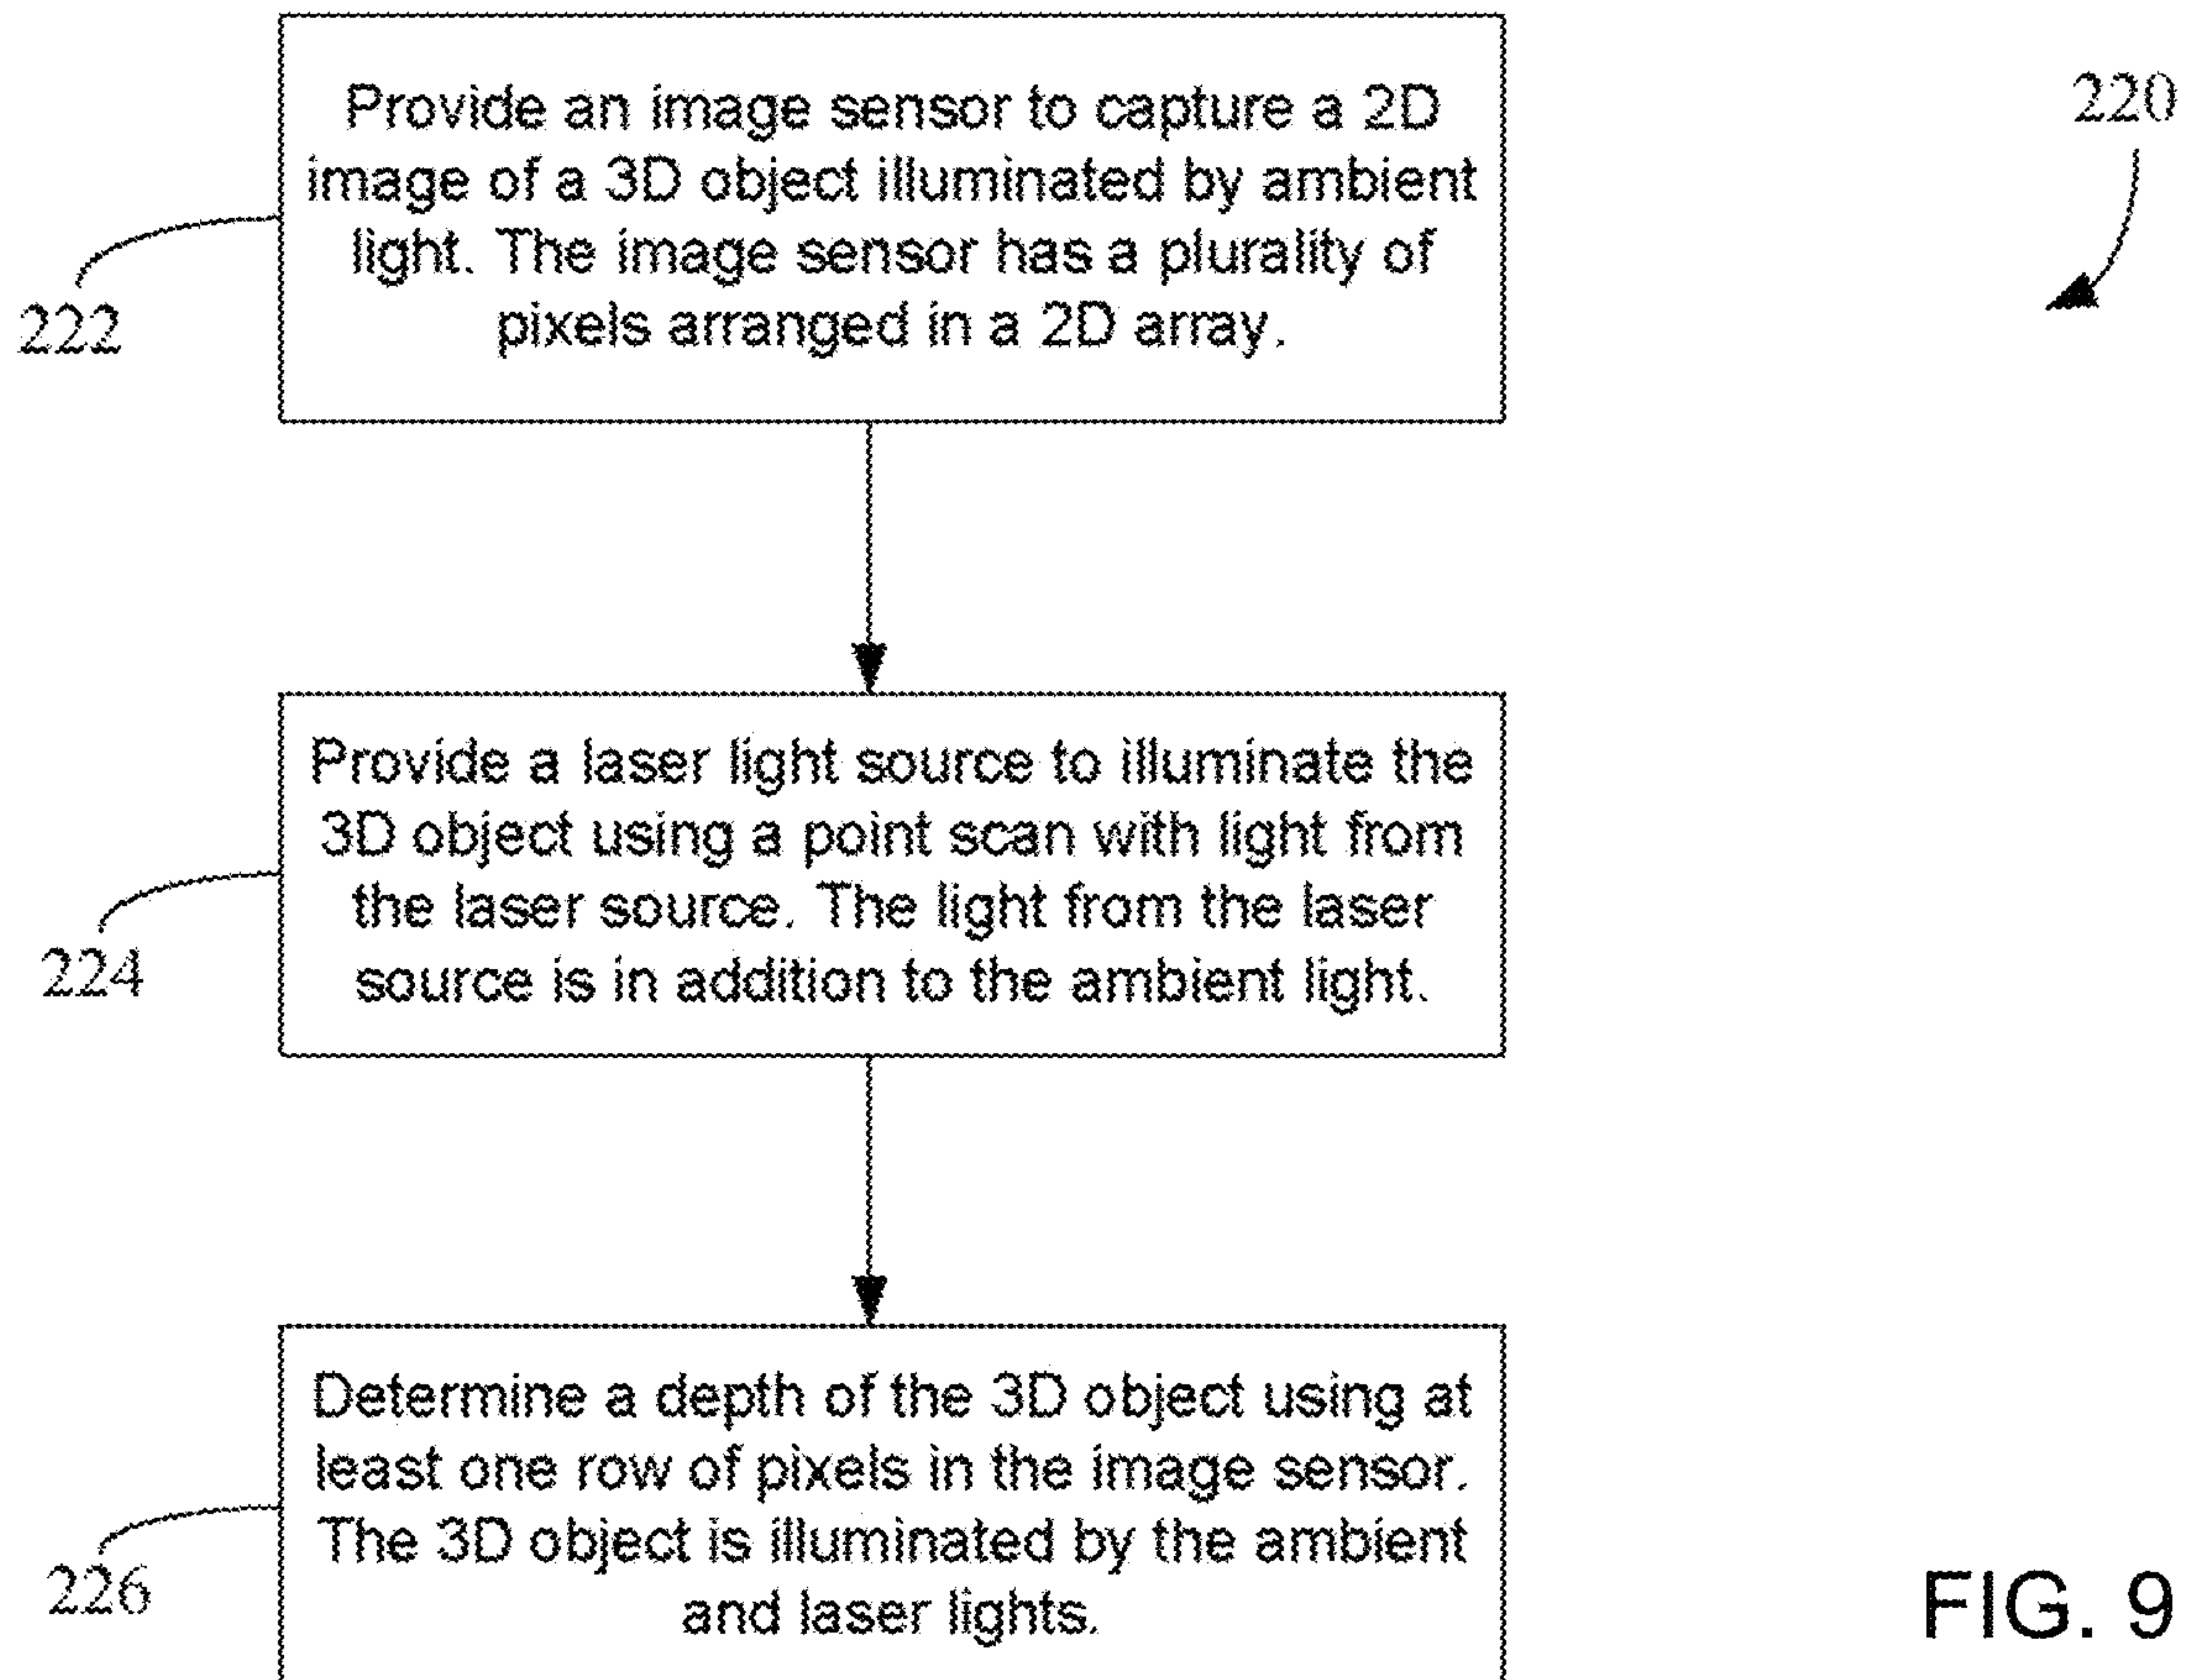 Provide an image sensor to capture a 2D
image of a 3D object illuminated by ambient
light. The image sensor has a plurality of
pixels arranged in a 2D array.
220
222
Provide a laser light source to illuminate the
3D object using a point scan with light from
the laser source. The light from the laser
source is in addition to the ambient light.
224
Determine a depth of the 3D object using at
least one row of pixels in the image sensor.
The 3D object is illuminated by the ambient
and laser lights.
226
FIG. 9